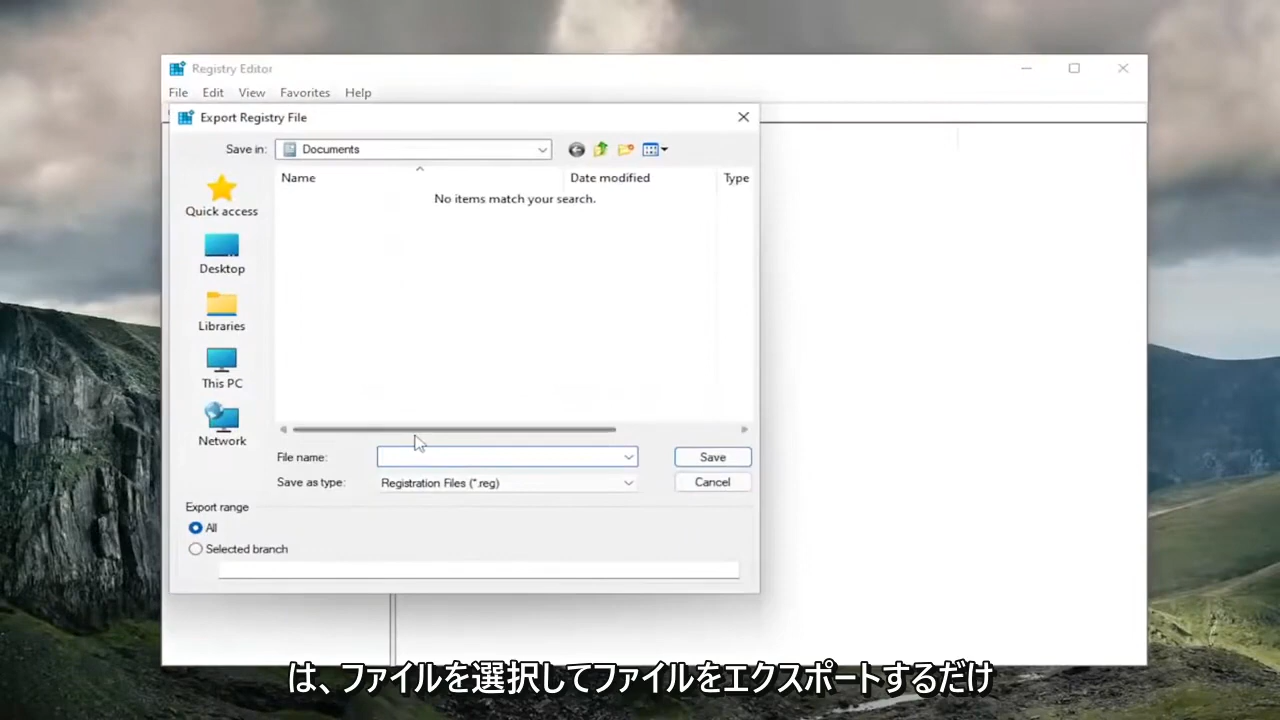 Registry Editor
File Edit View Favorites Help
Export Registry File
Save in: Documents
Name Date modified Type
No items match your search.
Quick access
Desktop
Libraries
This PC
Network
File name: Save
Save as type: Registration Files (*.reg) Cancel
Export range
All
Selected branch
は、ファイルを選択してファイルをエクスポートするだけ